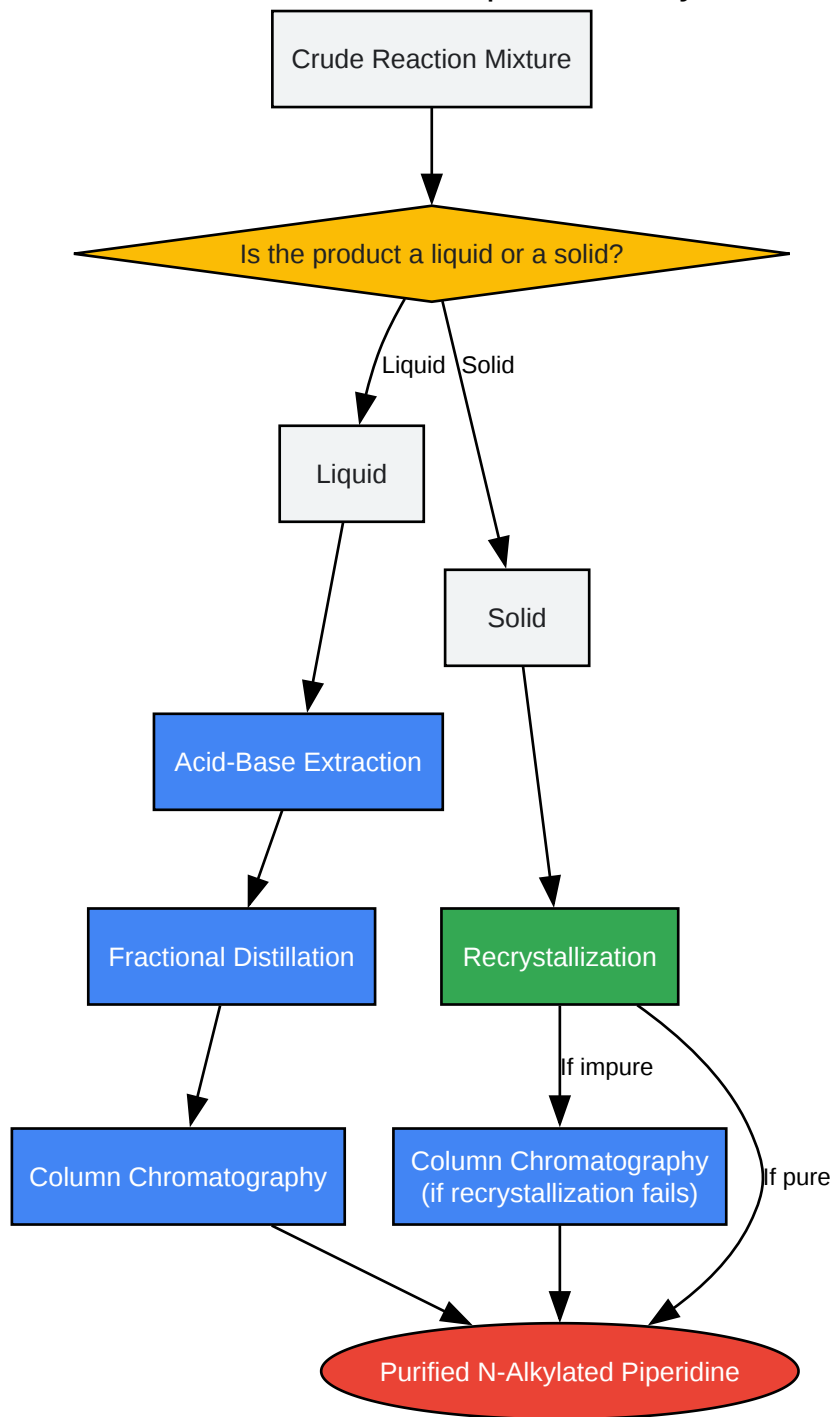 Crude Reaction Mixture
Is the product a liquid or a solid?
Liquid
Solid
Liquid
Solid
Acid-Base Extraction
Fractional Distillation
Recrystallization
If impure
Column Chromatography
Column Chromatography
(if recrystallization fails)
If pure
Purified N-Alkylated Piperidine